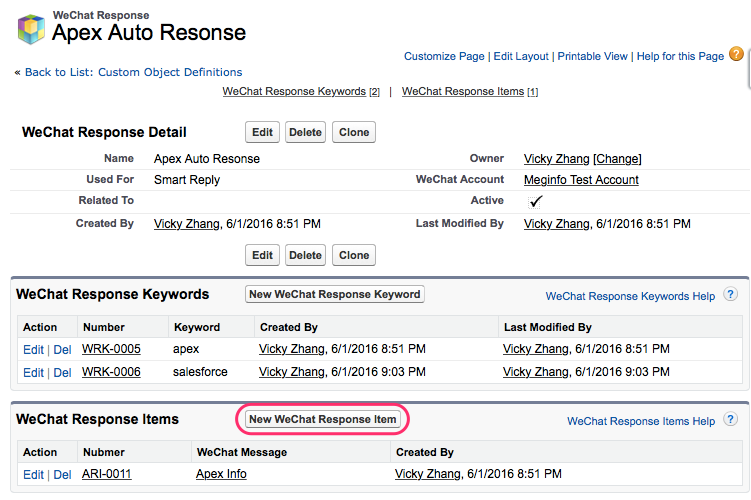 WeChat Response
Apex Auto Resonse
Customize Page | Edit Layout | Printable View | Help for this Page ?
« Back to List: Custom Object Definitions
WeChat Response Keywords [2] | WeChat Response Items [1]
WeChat Response Detail Edit Delete Clone
Name Apex Auto Resonse Owner Vicky Zhang [Change]
Used For Smart Reply WeChat Account Meginfo Test Account
Related To Active
Created By Vicky Zhang, 6/1/2016 8:51 PM Last Modified By Vicky Zhang, 6/1/2016 8:51 PM
Edit Delete Clone
WeChat Response Keywords New WeChat Response Keyword WeChat Response Keywords Help ?
Action Number Keyword Created By Last Modified By
Edit | Del WRK-0005 apex Vicky Zhang, 6/1/2016 8:51 PM Vicky Zhang, 6/1/2016 8:51 PM
Edit | Del WRK-0006 salesforce Vicky Zhang, 6/1/2016 9:03 PM Vicky Zhang, 6/1/2016 9:03 PM
WeChat Response Items New WeChat Response Item WeChat Response Items Help ?
Action Nubmer WeChat Message Created By
Edit | Del ARI-0011 Apex Info Vicky Zhang, 6/1/2016 8:52 PM